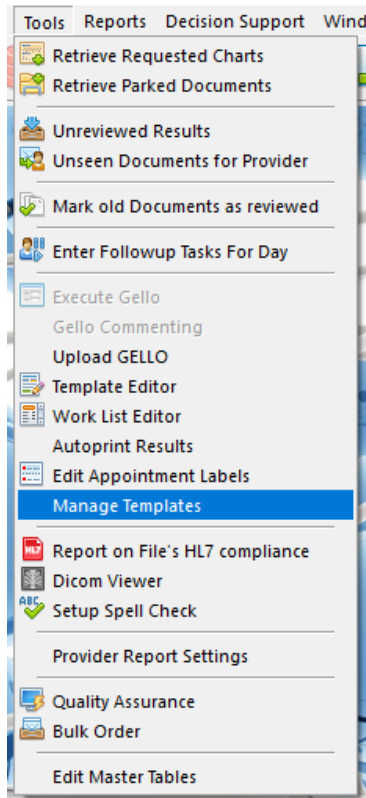 Tools Reports Decision Support Wind
Retrieve Requested Charts
Retrieve Parked Documents
Unreviewed Results
Unseen Documents for Provider
Mark old Documents as reviewed
Enter Followup Tasks For Day
Execute Gello
Gello Commenting
Upload GELLO
Template Editor
Work List Editor
Autoprint Results
Edit Appointment Labels
Manage Templates
HL7 Report on File's HL7 compliance
Dicom Viewer
ABC Setup Spell Check
Provider Report Settings
Quality Assurance
Bulk Order
Edit Master Tables